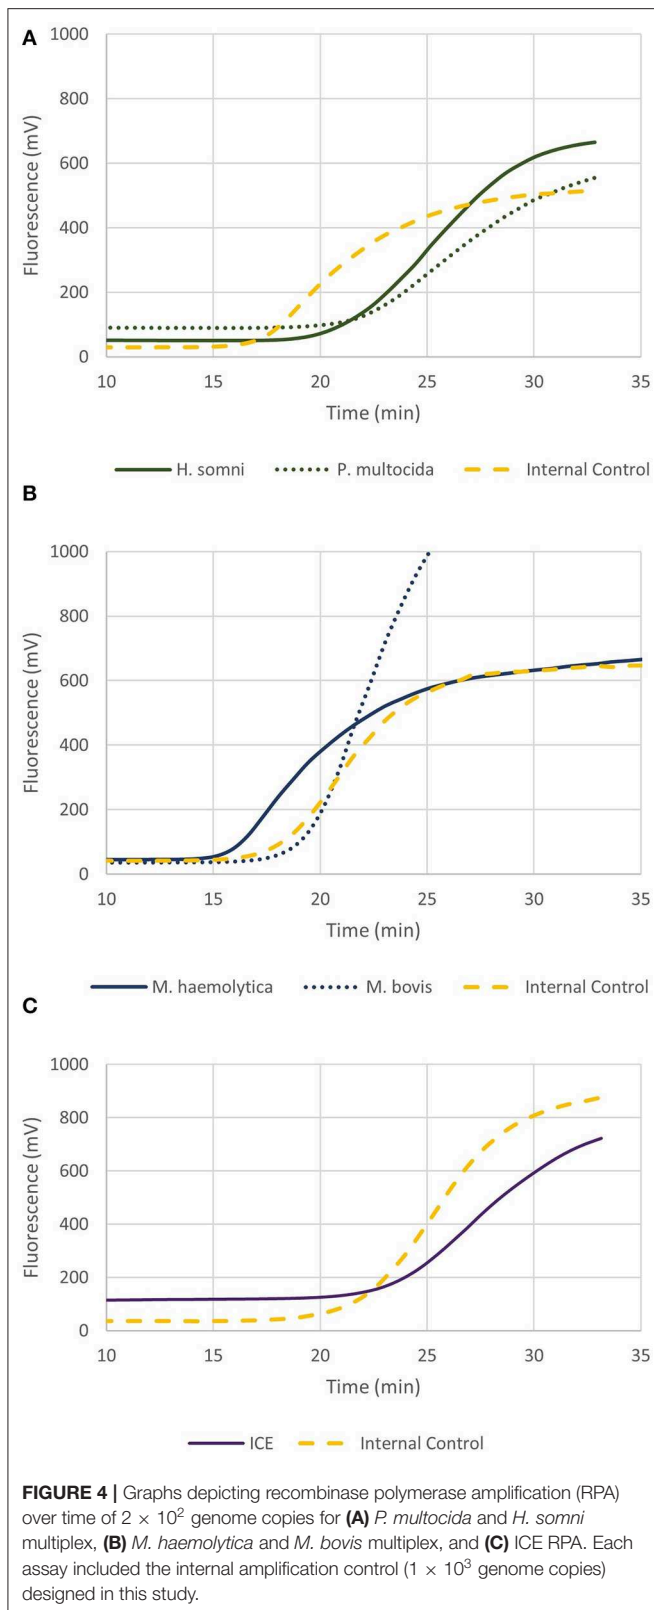 A
1000
800
600
400
200
0
Fluorescence (mV)
10 15 20 25 30 35
Time (min)
H. somni P. multocida Internal Control
B
1000
800
600
400
200
0
Fluorescence (mV)
10 15 20 25 30 35
Time (min)
M. haemolytica M. bovis Internal Control
C
1000
800
600
400
200
0
Fluorescence (mV)
10 15 20 25 30 35
Time (min)
ICE Internal Control
FIGURE 4 | Graphs depicting recombinase polymerase amplification (RPA)
over time of 2 × 10² genome copies for (A) P. multocida and H. somni
multiplex, (B) M. haemolytica and M. bovis multiplex, and (C) ICE RPA. Each
assay included the internal amplification control (1 × 10³ genome copies)
designed in this study.